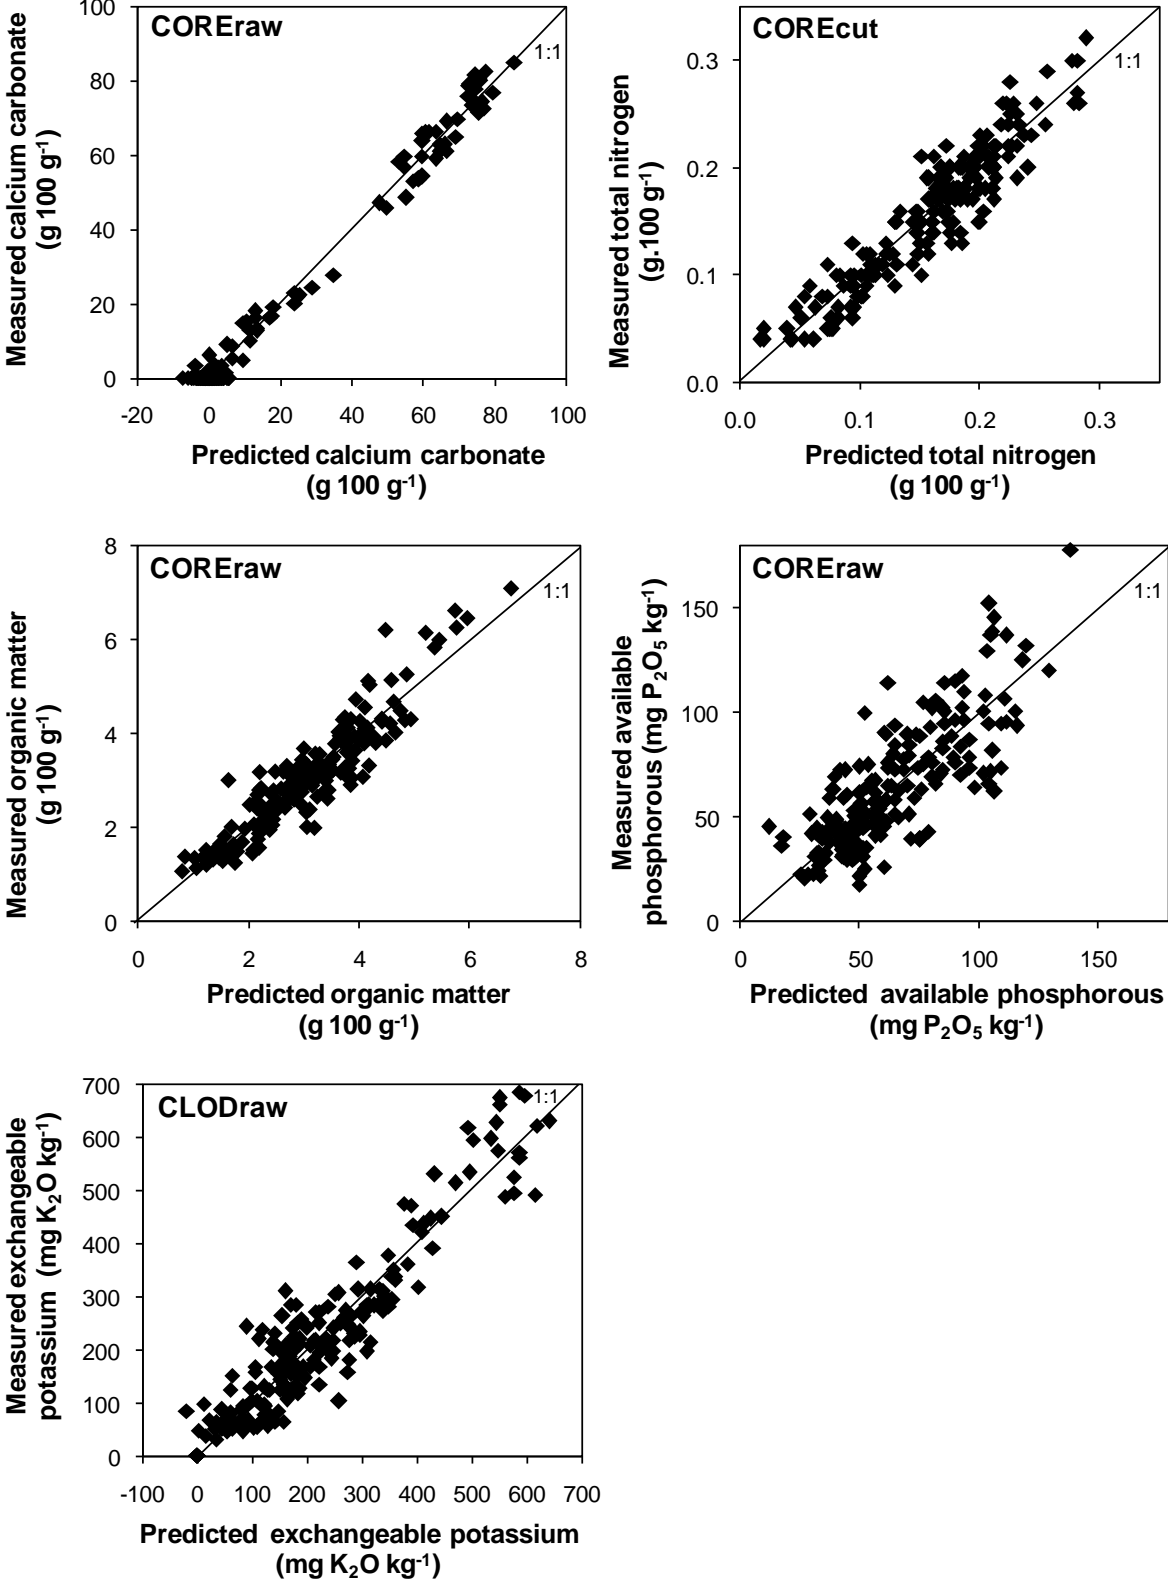 COREraw
1:1
Measured calcium carbonate
(g 100 g-1)
100
80
60
40
20
0
-20 0 20 40 60 80 100
Predicted calcium carbonate
(g 100 g-1)
COREcut
1:1
Measured total nitrogen
(g.100 g-1)
0.3
0.2
0.1
0.0
0.0 0.1 0.2 0.3
Predicted total nitrogen
(g 100 g-1)
COREraw
1:1
Measured organic matter
(g 100 g-1)
8
6
4
2
0
0 2 4 6 8
Predicted organic matter
(g 100 g-1)
COREraw
1:1
Measured available
phosphorous (mg P2O5 kg-1)
150
100
50
0
0 50 100 150
Predicted available phosphorous
(mg P2O5 kg-1)
CLODraw
1:1
Measured exchangeable
potassium (mg K2O kg-1)
700
600
500
400
300
200
100
0
-100 0 100 200 300 400 500 600 700
Predicted exchangeable potassium
(mg K2O kg-1)